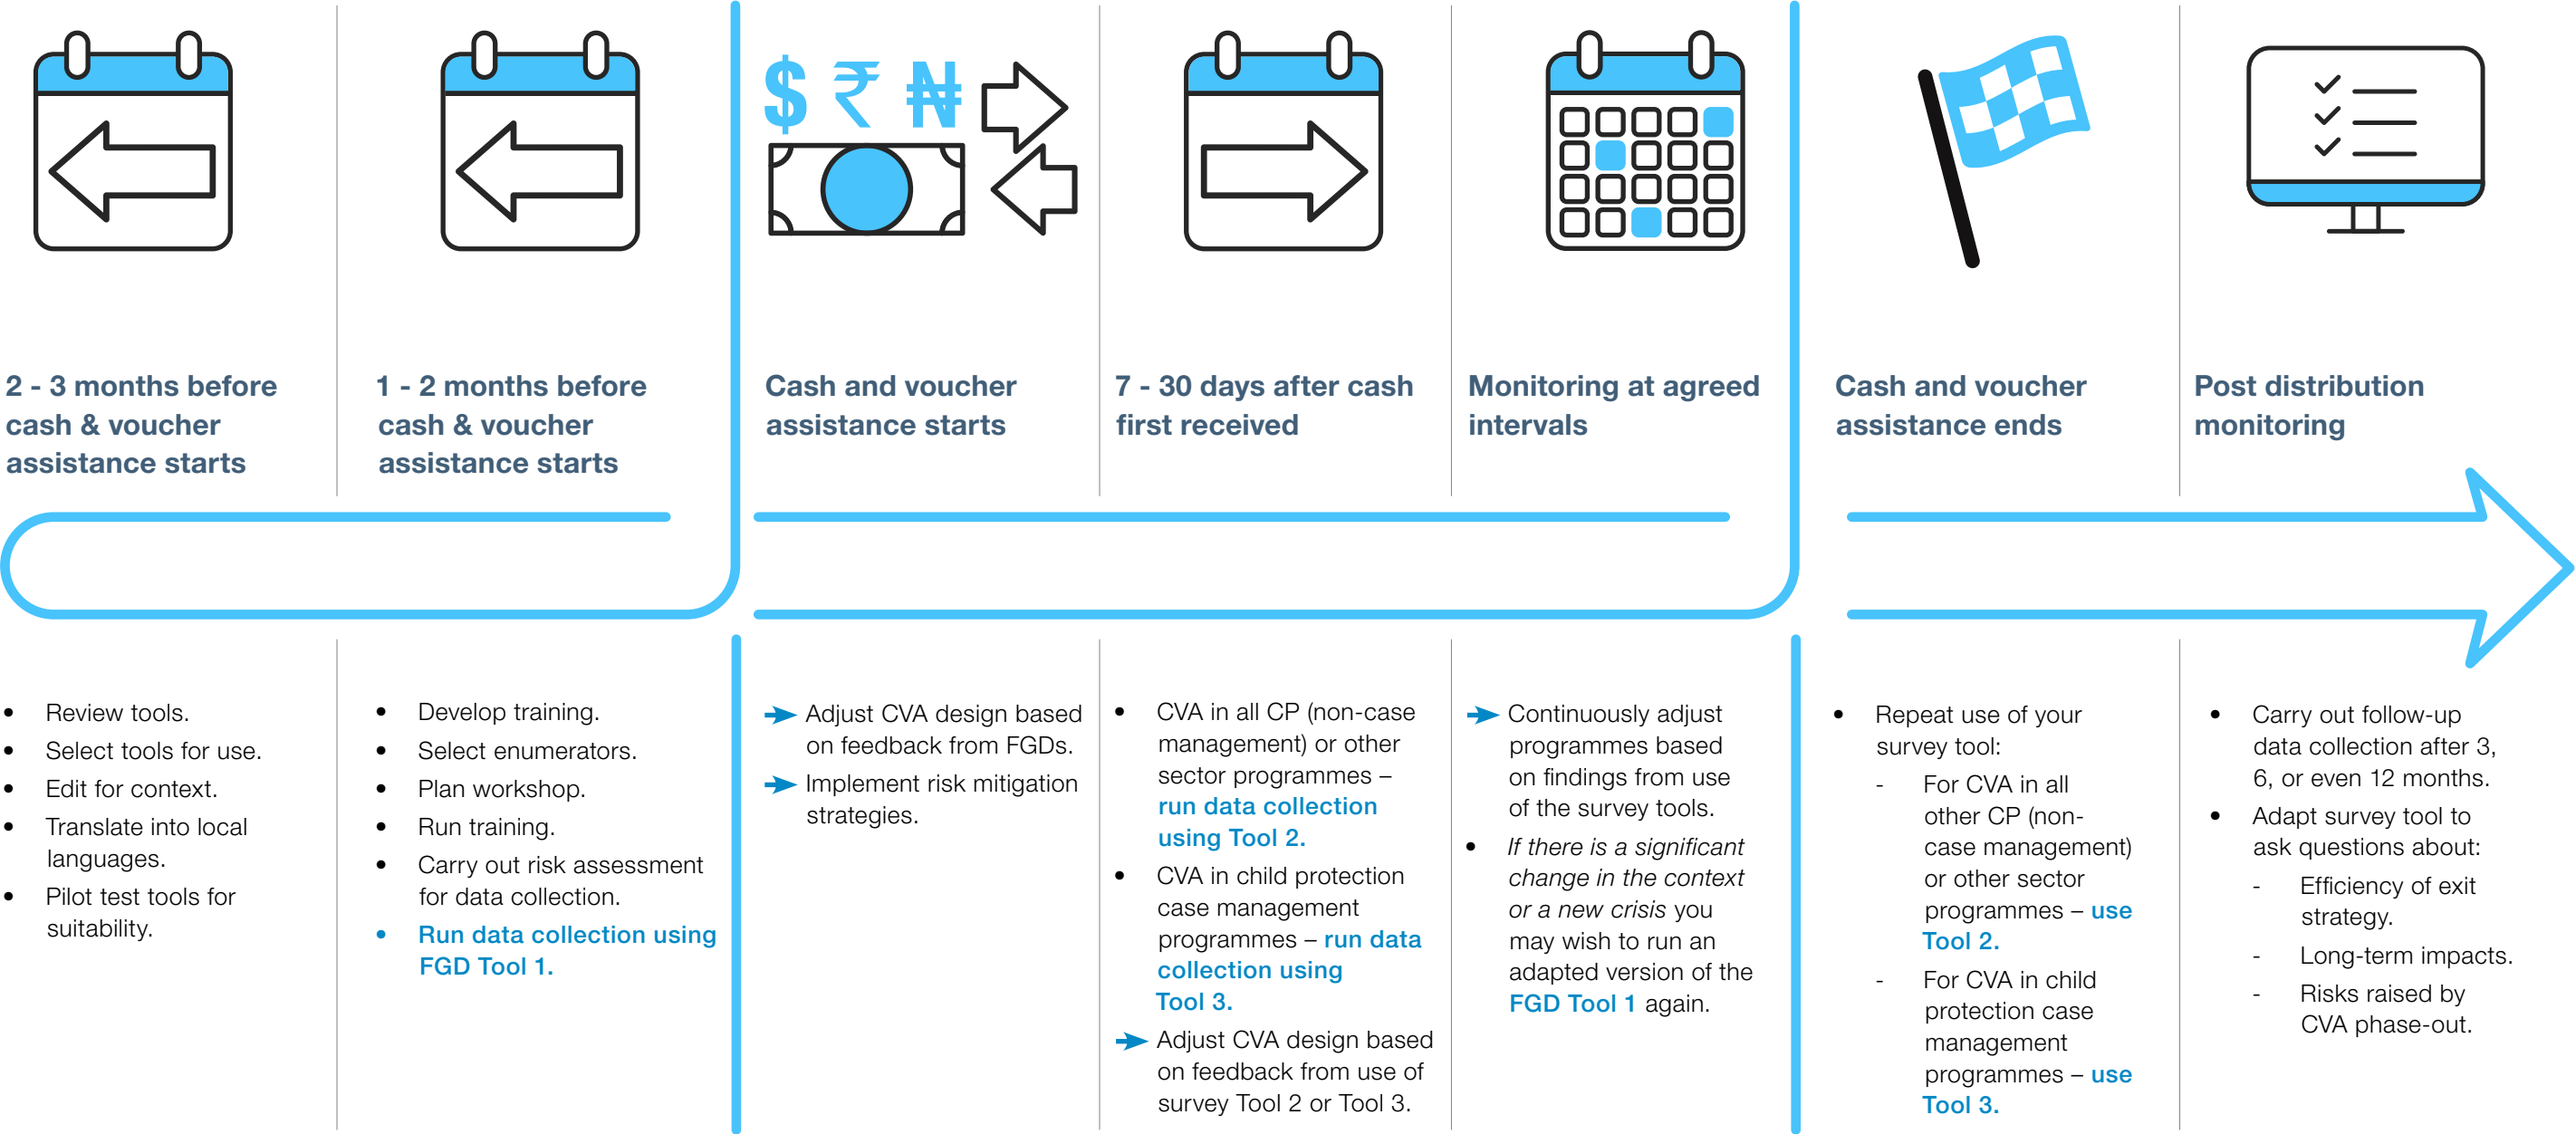 $ ₹ ₦
2 - 3 months before
cash & voucher
assistance starts
1 - 2 months before
cash & voucher
assistance starts
Cash and voucher
assistance starts
7 - 30 days after cash
first received
Monitoring at agreed
intervals
Cash and voucher
assistance ends
Post distribution
monitoring
• Review tools.
• Select tools for use.
• Edit for context.
• Translate into local
languages.
• Pilot test tools for
suitability.
• Develop training.
• Select enumerators.
• Plan workshop.
• Run training.
• Carry out risk assessment
for data collection.
• Run data collection using
FGD Tool 1.
Adjust CVA design based
on feedback from FGDs.
Implement risk mitigation
strategies.
• CVA in all CP (non-case
management) or other
sector programmes –
run data collection
using Tool 2.
• CVA in child protection
case management
programmes – run data
collection using
Tool 3.
Adjust CVA design based
on feedback from use of
survey Tool 2 or Tool 3.
Continuously adjust
programmes based
on findings from use
of the survey tools.
• If there is a significant
change in the context
or a new crisis you
may wish to run an
adapted version of the
FGD Tool 1 again.
• Repeat use of your
survey tool:
- For CVA in all
other CP (non-
case management)
or other sector
programmes – use
Tool 2.
- For CVA in child
protection case
management
programmes – use
Tool 3.
• Carry out follow-up
data collection after 3,
6, or even 12 months.
• Adapt survey tool to
ask questions about:
- Efficiency of exit
strategy.
- Long-term impacts.
- Risks raised by
CVA phase-out.